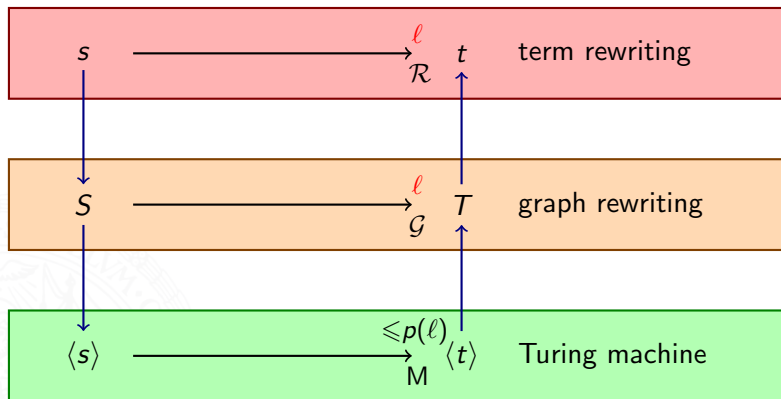 s ℓ ℛ t term rewriting
S ℓ 𝒢 T graph rewriting
⟨s⟩ ⩽p(ℓ) M ⟨t⟩ Turing machine